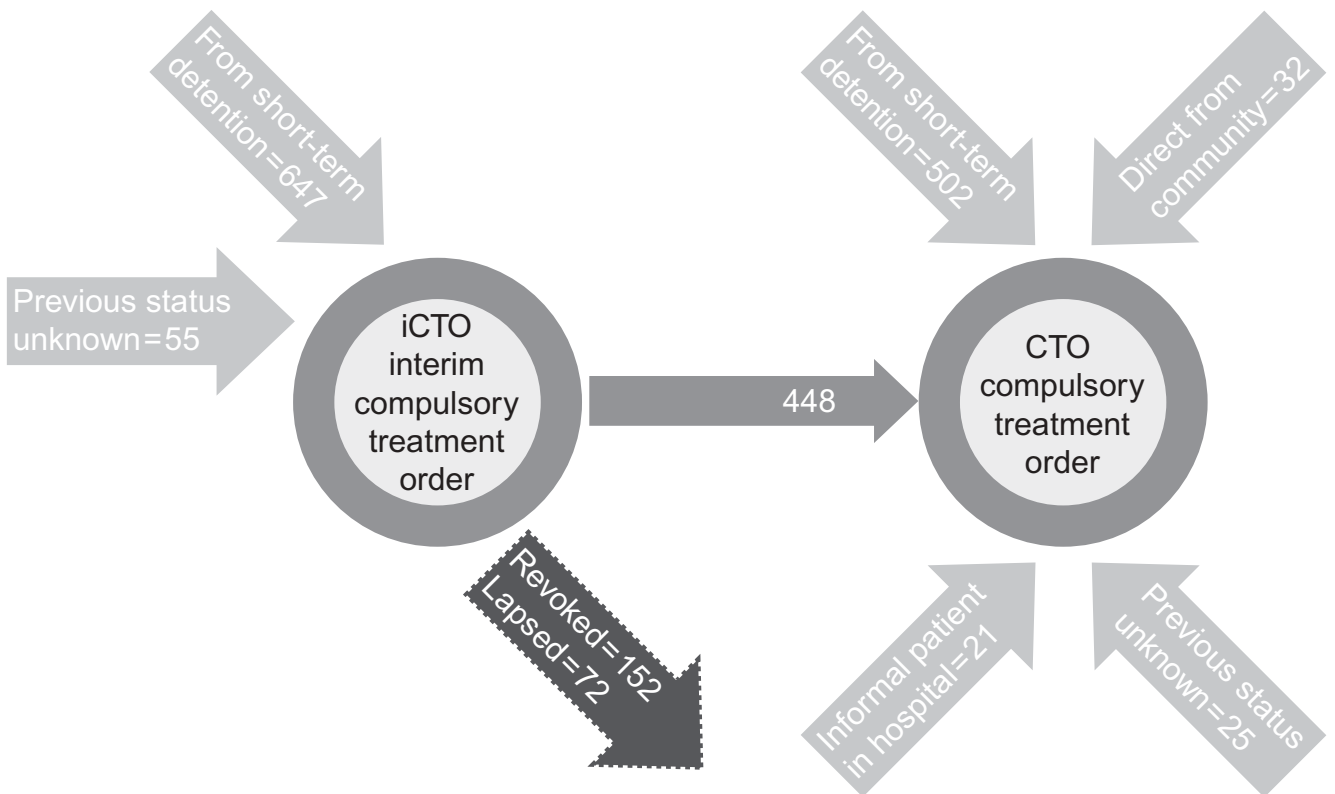 From short-term
detention=647
Previous status
unknown=55
iCTO
interim
compulsory
treatment
order
Revoked=152
Lapsed=72
448
From short-term
detention=502
Direct from
community=32
CTO
compulsory
treatment
order
Informal patient
in hospital=21
Previous status
unknown=25